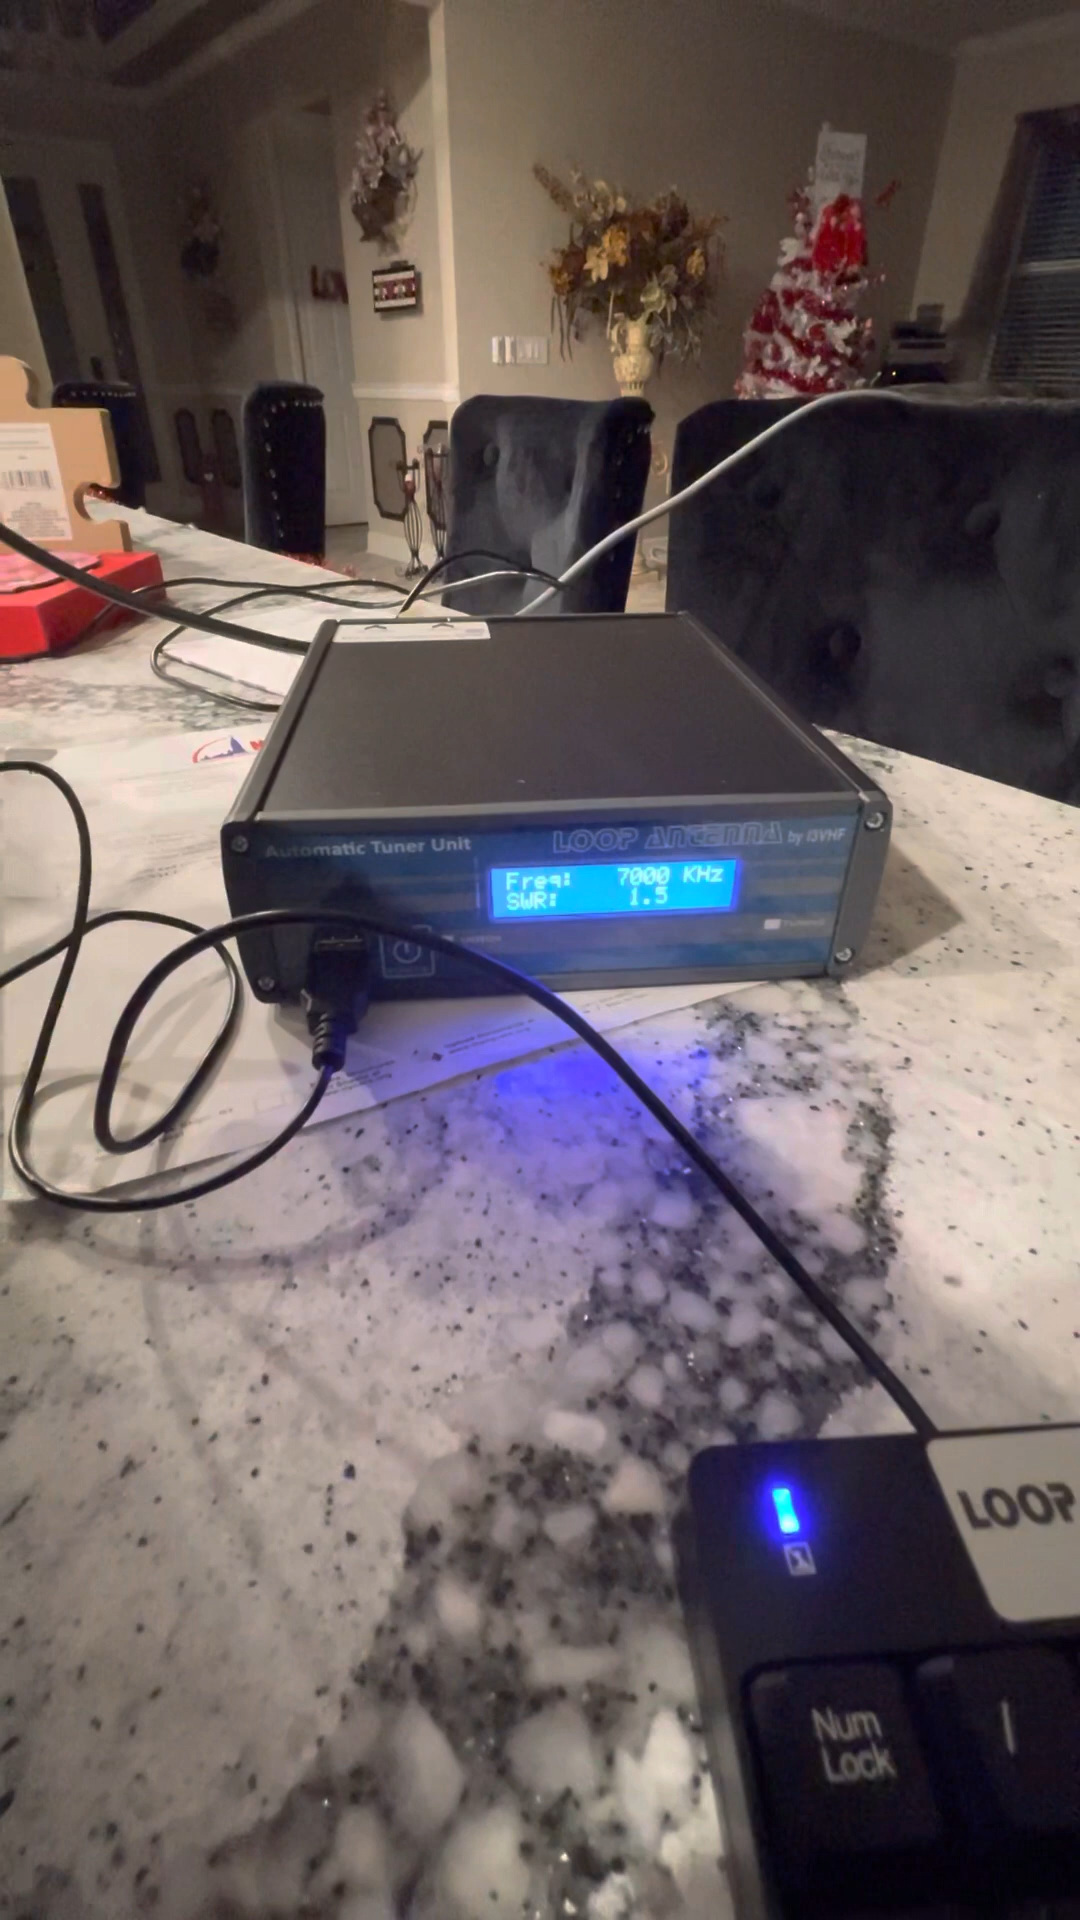 Automatic Tuner Unit
LOOP ANTENNA by I3VHF
Freq: 7000 KHz
SWR: 1.5
LOOP
Num
Lock
/